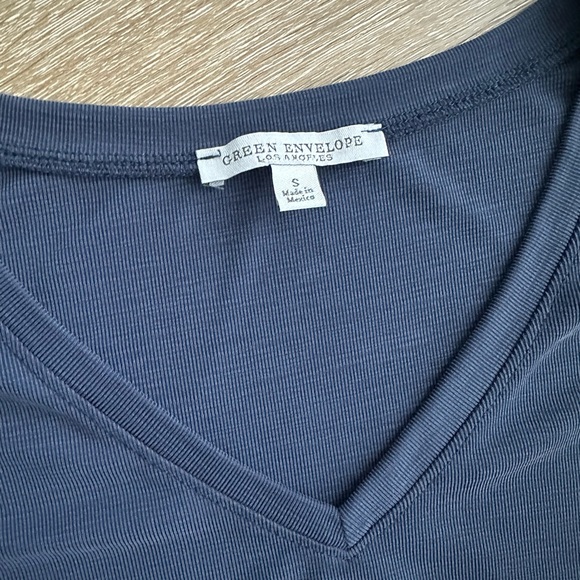 GREEN ENVELOPE
LOS ANGELES
S
Made in
Mexico